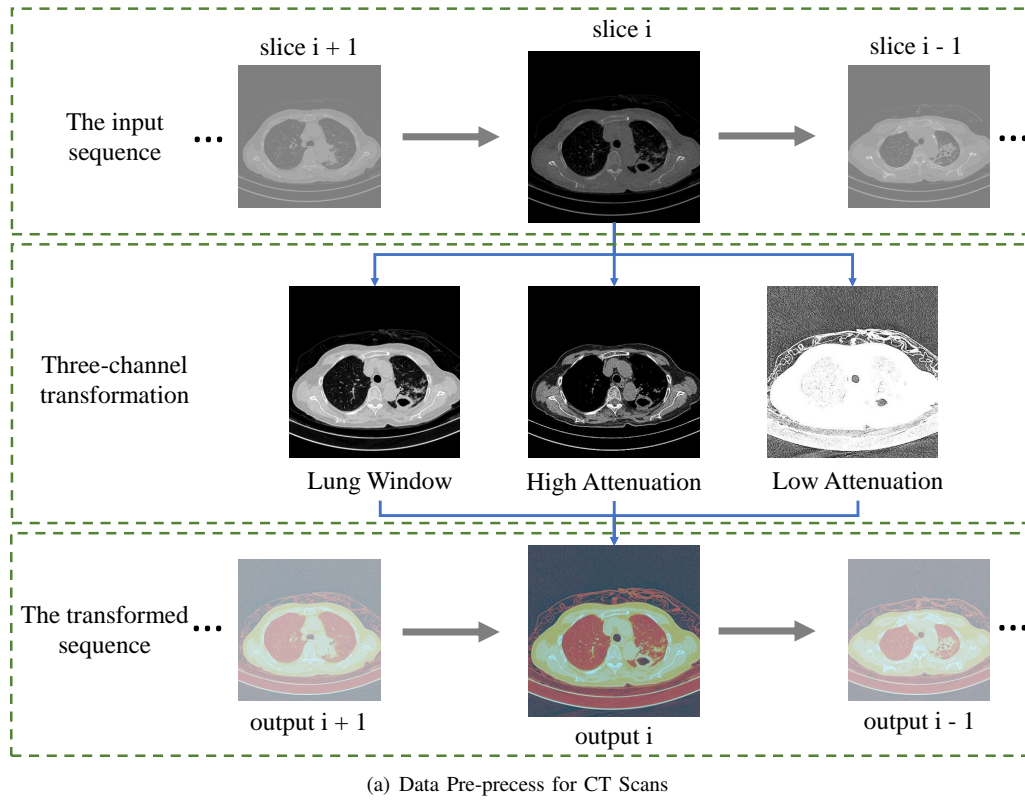 slice i + 1
slice i
slice i - 1
The input
sequence
...
...
Three-channel
transformation
Lung Window
High Attenuation
Low Attenuation
The transformed
sequence
...
...
output i + 1
output i
output i - 1
(a) Data Pre-precess for CT Scans